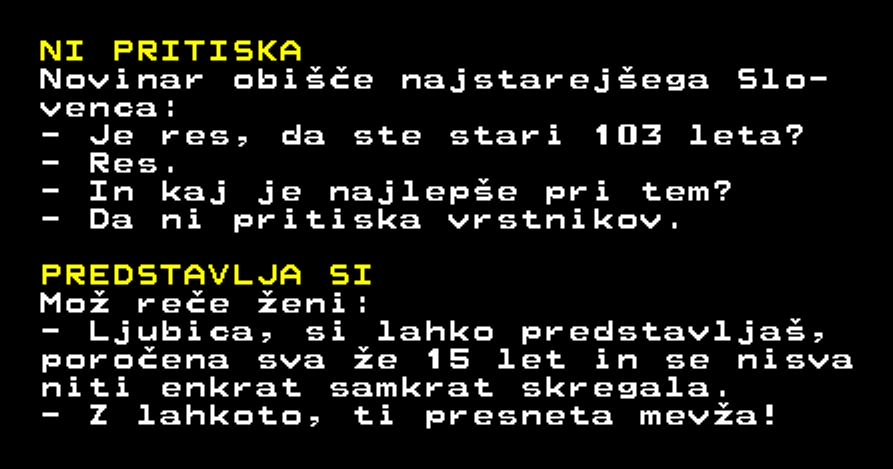 NI PRITISKA
Novinar obišče najstarejšega Slo-
venca:
- Je res, da ste stari 103 leta?
- Res.
- In kaj je najlepše pri tem?
- Da ni pritiska vrstnikov.
PREDSTAVLJA SI
Mož reče ženi:
- Ljubica, si lahko predstavljaš,
poročena sva že 15 let in se nisva
niti enkrat samkrat skregala.
- Z lahkoto, ti presneta mevža!